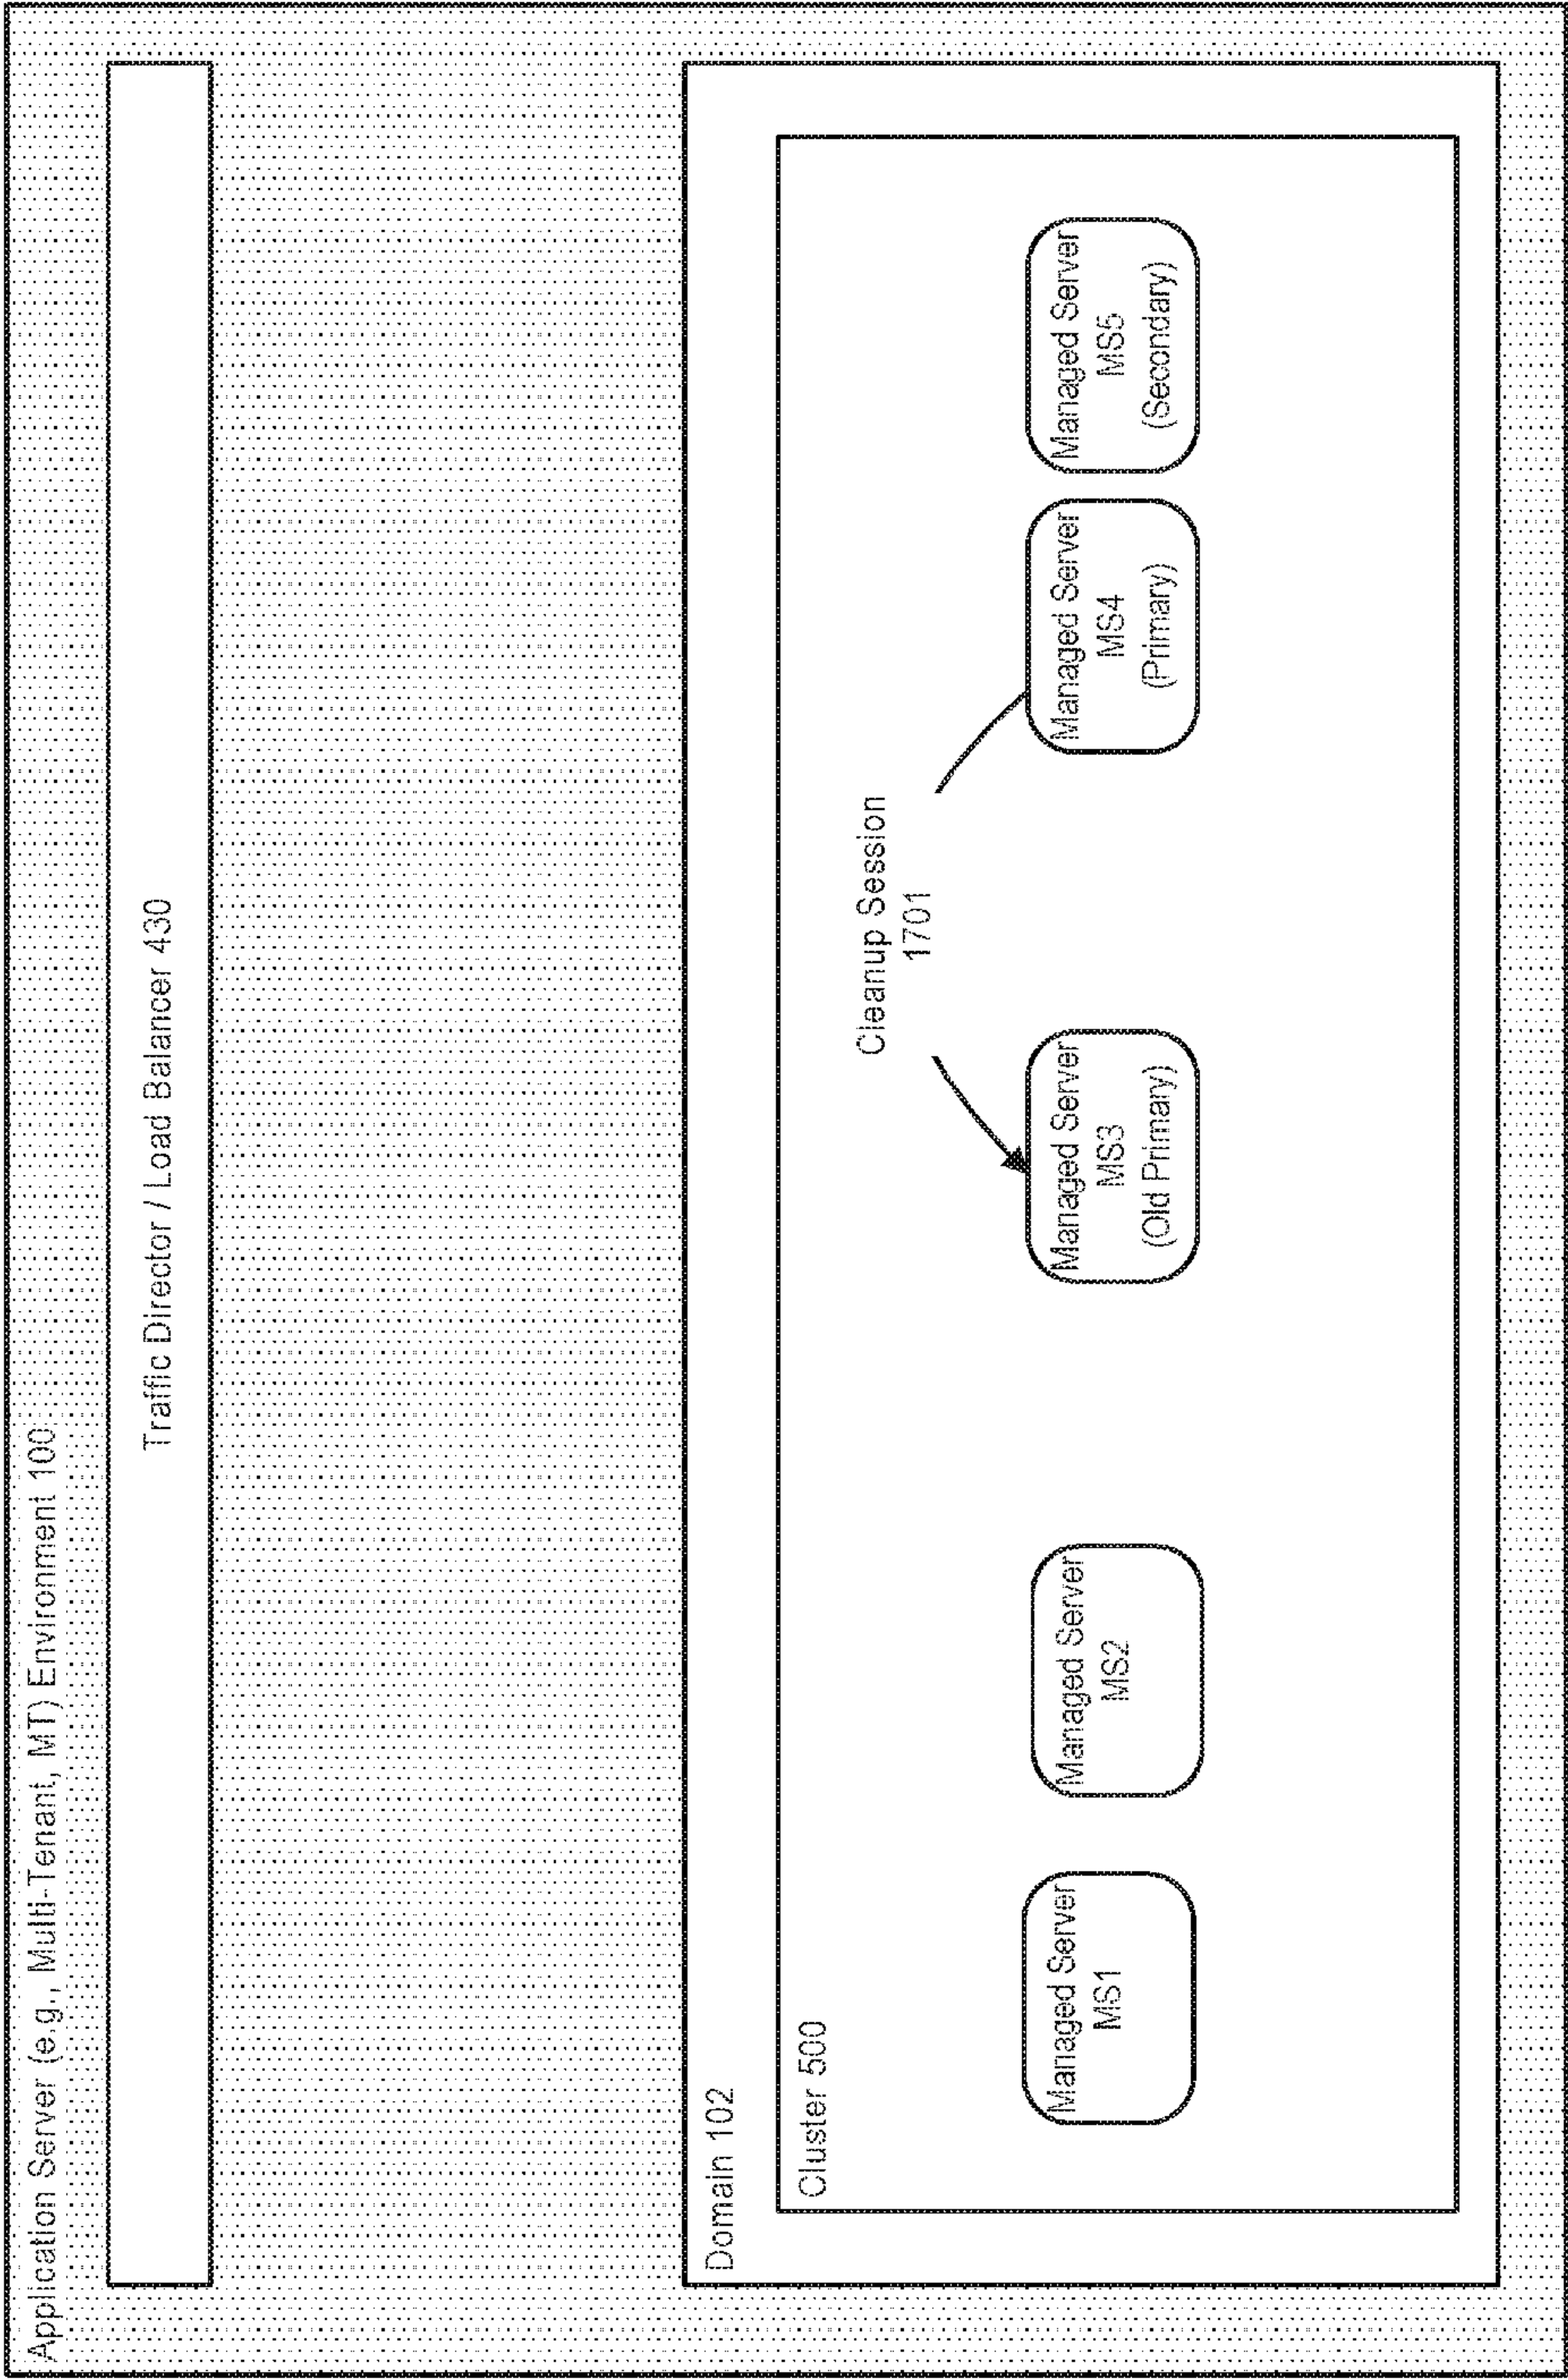 Application Server (e.g., Multi-Tenant, MT) Environment 100
Traffic Director / Load Balancer 430
Domain 102
Cluster 500
Cleanup Session
1701
Managed Server
MS1
Managed Server
MS2
Managed Server
MS3
(Old Primary)
Managed Server
MS4
(Primary)
Managed Server
MS5
(Secondary)